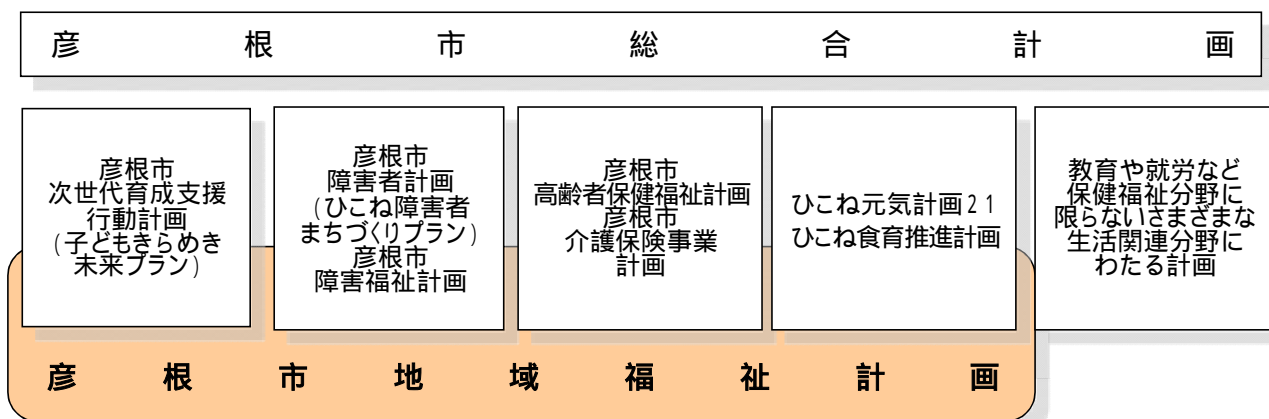 彦根市総合計画
彦根市
次世代育成支援
行動計画
(子どもきらめき
未来プラン)
彦根市
障害者計画
(ひこね障害者
まちづくりプラン)
彦根市
障害福祉計画
彦根市
高齢者保健福祉計画
彦根市
介護保険事業
計画
ひこね元気計画21
ひこね食育推進計画
教育や就労など
保健福祉分野に
限らないさまざまな
生活関連分野に
わたる計画
彦根市地域福祉計画